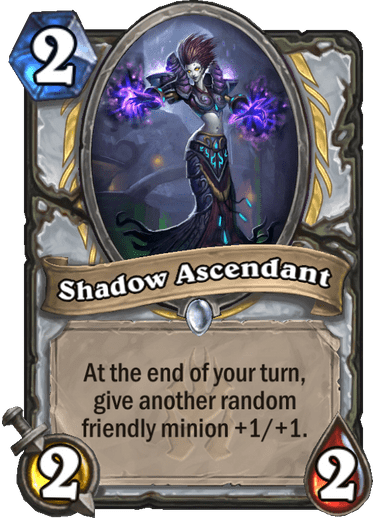 2
Shadow Ascendant
At the end of your turn,
give another random
friendly minion +1/+1.
2
2